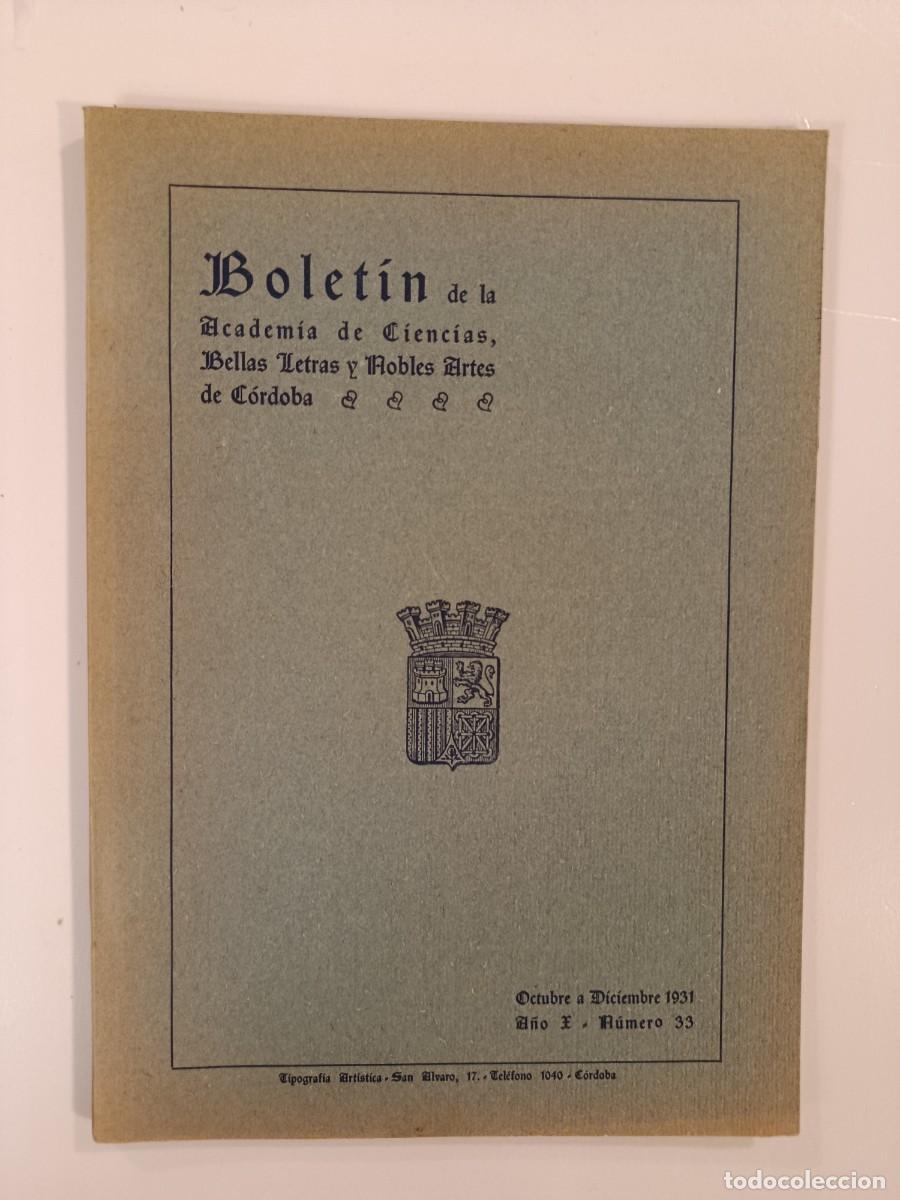 Boletín de la
Academia de Ciencias,
Bellas Letras y Nobles Artes
de Córdoba
Octubre a Diciembre 1931
Año X - Número 33
Tipografía Artística - San Alvaro, 17. - Teléfono 1040 - Córdoba
todocoleccion